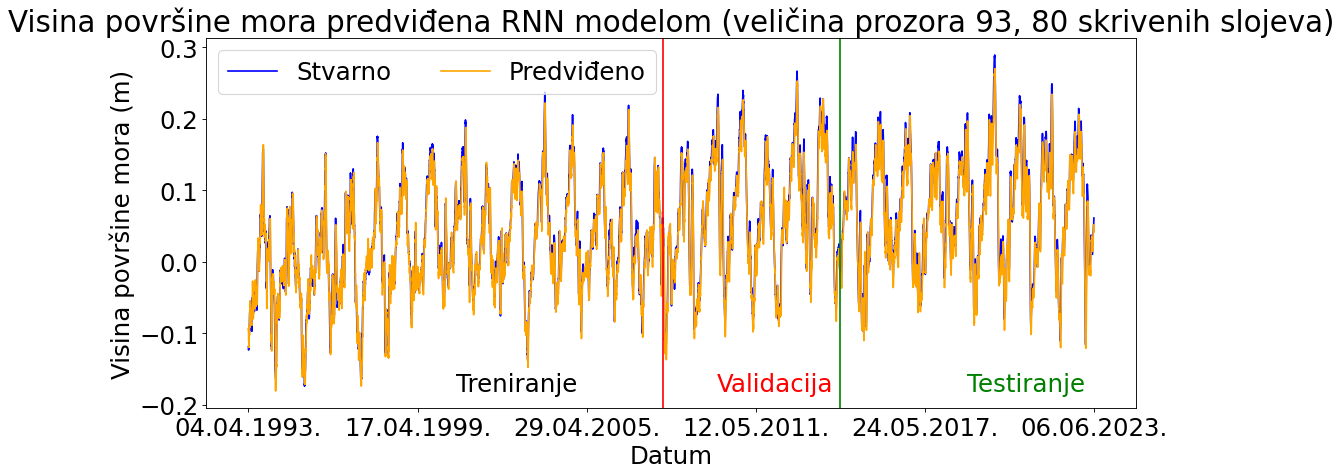 Visina površine mora predviđena RNN modelom (veličina prozora 93, 80 skrivenih slojeva)
Stvarno Predviđeno
Visina površine mora (m)
0.3
0.2
0.1
0.0
−0.1
−0.2
Treniranje Validacija Testiranje
04.04.1993. 17.04.1999. 29.04.2005. 12.05.2011. 24.05.2017. 06.06.2023.
Datum